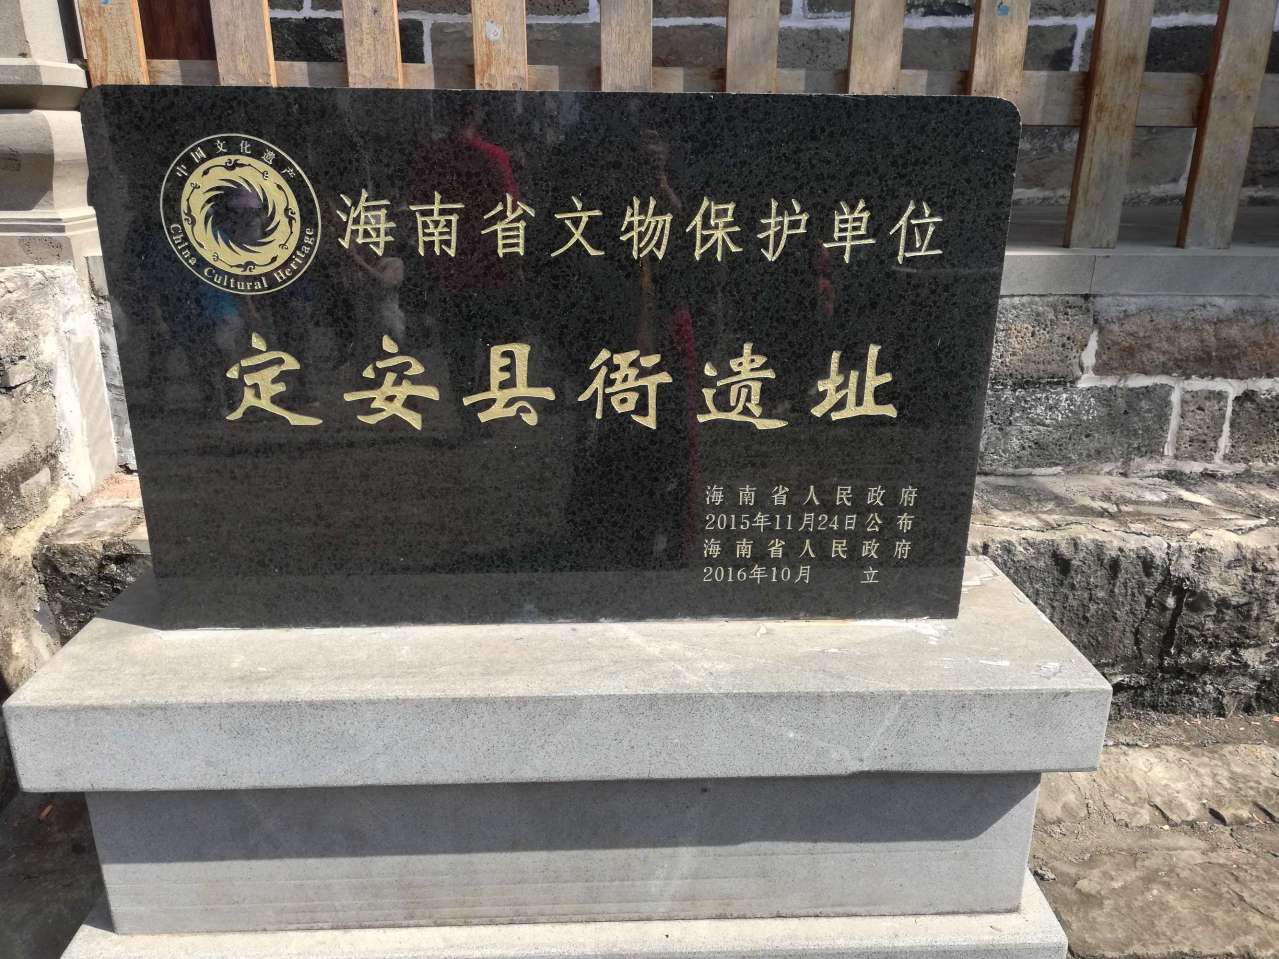 中国文化遗产
China Cultural Heritage
海南省文物保护单位
定安县衙遗址
海南省人民政府
2015年11月24日公布
海南省人民政府
2016年10月 立